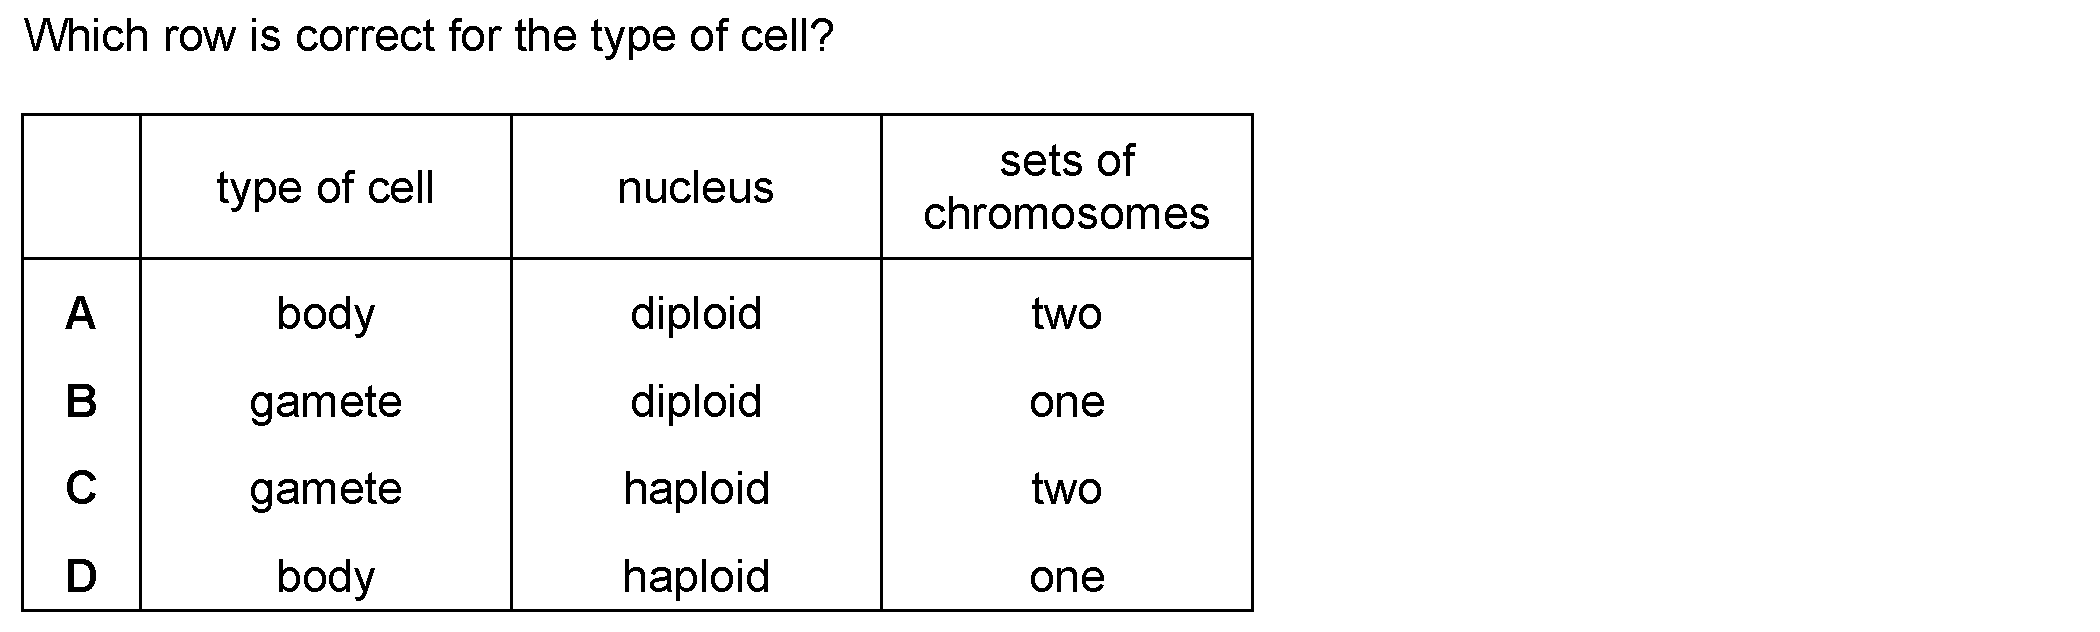 Which row is correct for the type of cell?
type of cell nucleus sets of chromosomes
A body diploid two
B gamete diploid one
C gamete haploid two
D body haploid one